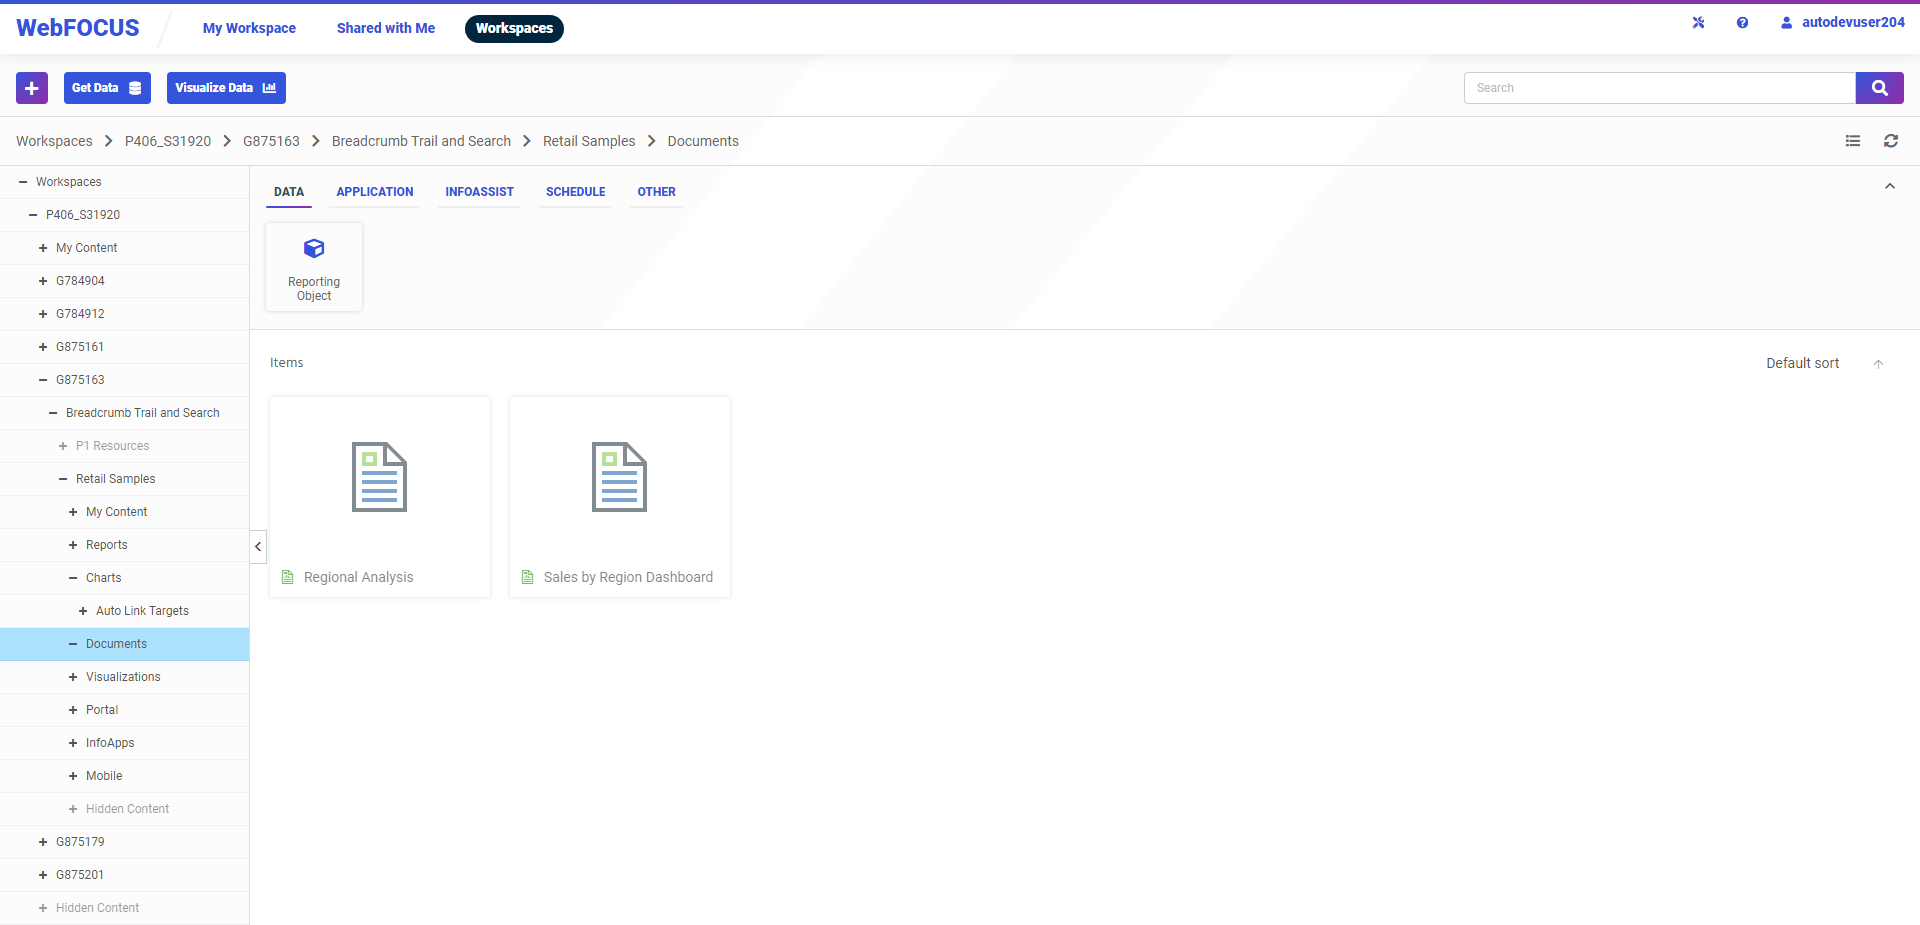 WebFOCUS
My Workspace
Shared with Me
Workspaces
autodevuser204
Get Data
Visualize Data
Search
Workspaces
P406_S31920
G875163
Breadcrumb Trail and Search
Retail Samples
Documents
Workspaces
P406_S31920
My Content
G784904
G784912
G875161
G875163
Breadcrumb Trail and Search
P1 Resources
Retail Samples
My Content
Reports
Charts
Auto Link Targets
Documents
Visualizations
Portal
InfoApps
Mobile
Hidden Content
G875179
G875201
Hidden Content
DATA
APPLICATION
INFOASSIST
SCHEDULE
OTHER
Reporting
Object
Items
Default sort
Regional Analysis
Sales by Region Dashboard